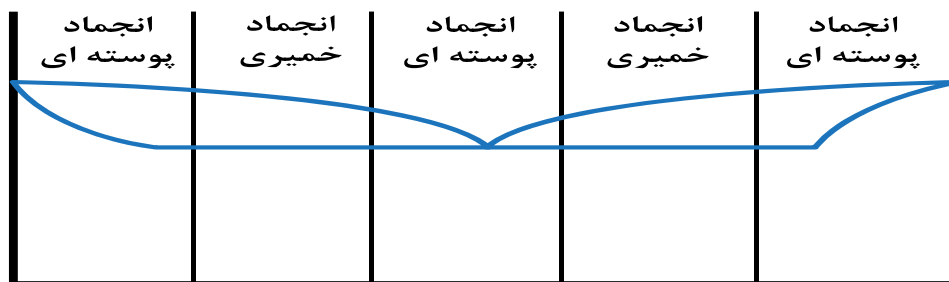 انجماد
پوسته ای
انجماد
خمیری
انجماد
پوسته ای
انجماد
خمیری
انجماد
پوسته ای